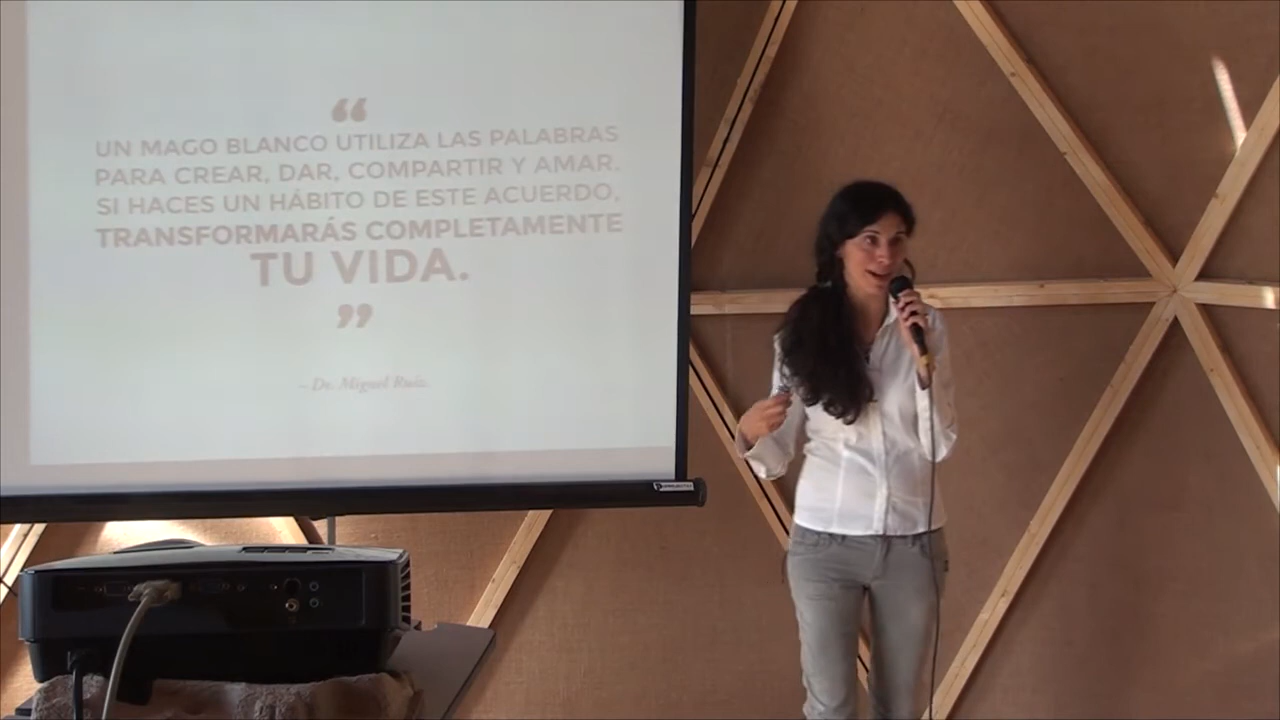 “
UN MAGO BLANCO UTILIZA LAS PALABRAS
PARA CREAR, DAR, COMPARTIR Y AMAR.
SI HACES UN HÁBITO DE ESTE ACUERDO,
TRANSFORMARÁS COMPLETAMENTE
TU VIDA.
”
– Dr. Miguel Ruiz.